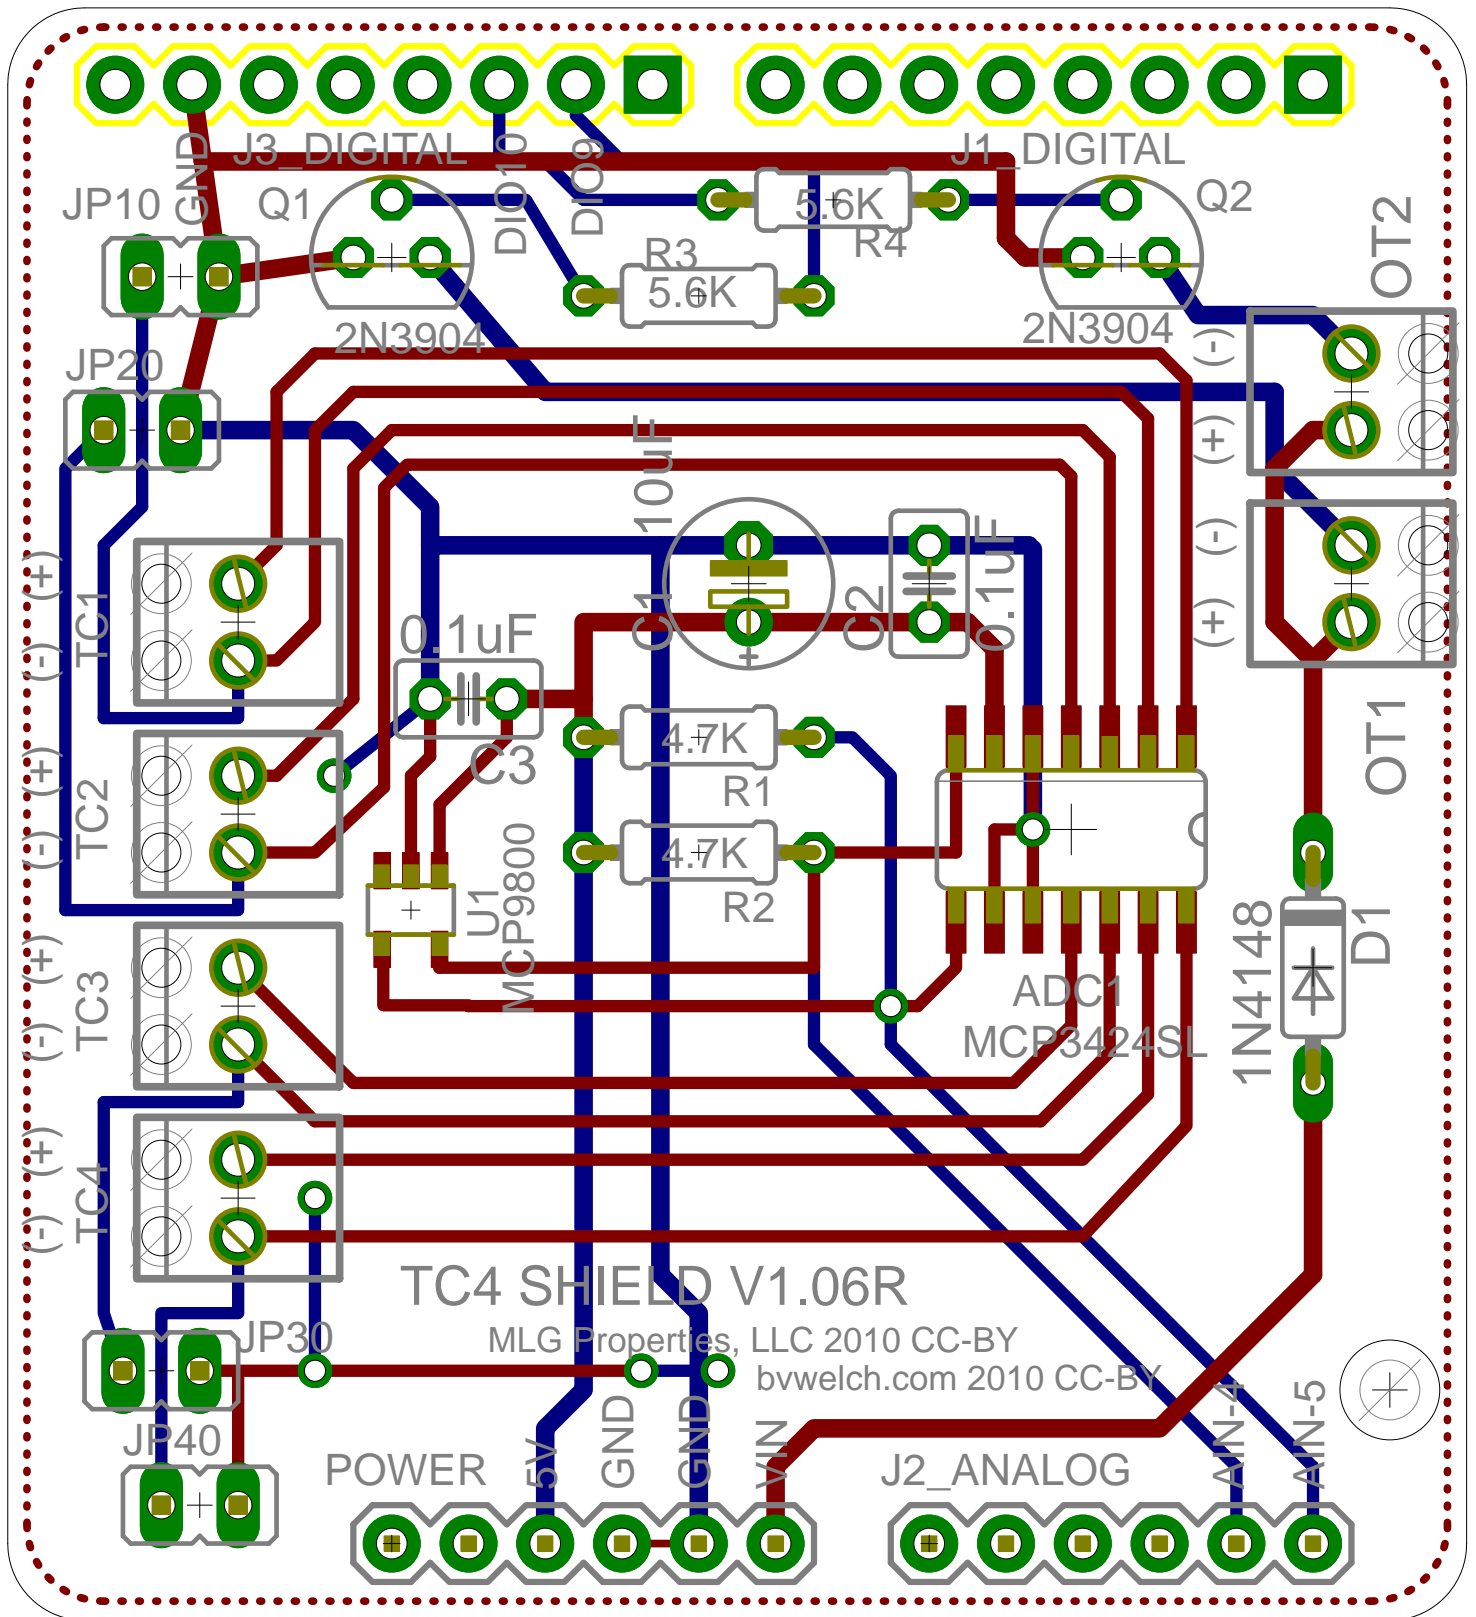 GND
J3_DIGITAL
DIO10
DIO9
J1_DIGITAL
JP10
Q1
5.6K
R4
Q2
OT2
R3
5.6K
2N3904
2N3904
(-)
JP20
(+)
10uF
C1
(-)
0.1uF
C2
(+)
(+)
TC1
(-)
0.1uF
C3
+
4.7K
R1
OT1
(+)
TC2
(-)
4.7K
R2
U1
MCP9800
1N4148
D1
(+)
TC3
(-)
ADC1
MCP3424SL
(+)
TC4
(-)
TC4 SHIELD V1.06R
JP30
MLG Properties, LLC 2010 CC-BY
bvwelch.com 2010 CC-BY
JP40
POWER
5V
GND
GND
VIN
J2_ANALOG
AIN-4
AIN-5